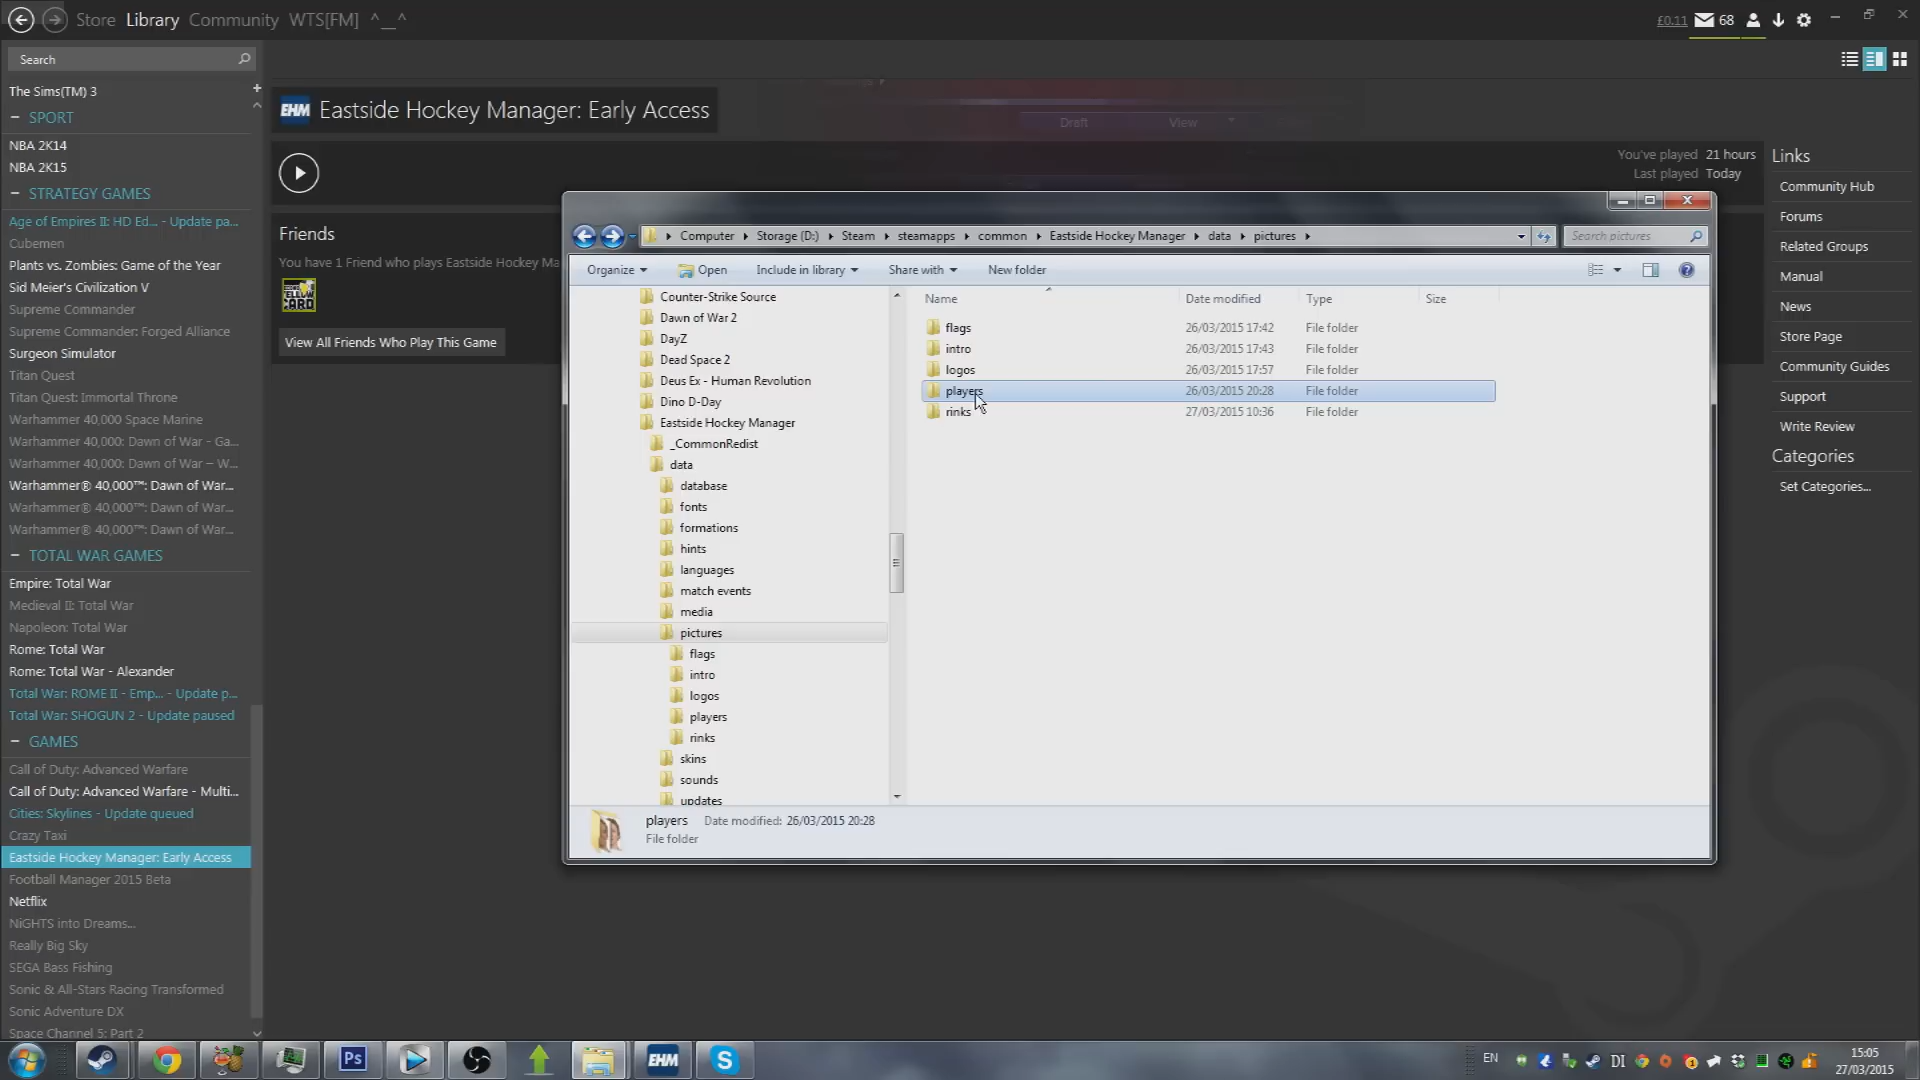 Store Library Community WTS[FM] ^__^
£0.11 68
Search
The Sims(TM) 3 +
– SPORT
NBA 2K14
NBA 2K15
– STRATEGY GAMES
Age of Empires II: HD Ed... - Update pa...
Cubemen
Plants vs. Zombies: Game of the Year
Sid Meier's Civilization V
Supreme Commander
Supreme Commander: Forged Alliance
Surgeon Simulator
Titan Quest
Titan Quest: Immortal Throne
Warhammer 40,000 Space Marine
Warhammer 40,000: Dawn of War - Ga...
Warhammer 40,000: Dawn of War – W...
Warhammer® 40,000™: Dawn of War...
Warhammer® 40,000™: Dawn of War...
Warhammer® 40,000™: Dawn of War...
– TOTAL WAR GAMES
Empire: Total War
Medieval II: Total War
Napoleon: Total War
Rome: Total War
Rome: Total War - Alexander
Total War: ROME II - Emp... - Update p...
Total War: SHOGUN 2 - Update paused
– GAMES
Call of Duty: Advanced Warfare
Call of Duty: Advanced Warfare - Multi...
Cities: Skylines - Update queued
Crazy Taxi
Eastside Hockey Manager: Early Access
Football Manager 2015 Beta
Netflix
NiGHTS into Dreams...
Really Big Sky
SEGA Bass Fishing
Sonic & All-Stars Racing Transformed
Sonic Adventure DX
Space Channel 5: Part 2
EHM Eastside Hockey Manager: Early Access
Draft View
You've played 21 hours
Last played Today
Friends
You have 1 Friend who plays Eastside Hockey Ma
View All Friends Who Play This Game
Links
Community Hub
Forums
Related Groups
Manual
News
Store Page
Community Guides
Support
Write Review
Categories
Set Categories...
Computer Storage (D:) Steam steamapps common Eastside Hockey Manager data pictures
Search pictures
Organize Open Include in library Share with New folder
Counter-Strike Source
Dawn of War 2
DayZ
Dead Space 2
Deus Ex - Human Revolution
Dino D-Day
Eastside Hockey Manager
_CommonRedist
data
database
fonts
formations
hints
languages
match events
media
pictures
flags
intro
logos
players
rinks
skins
sounds
updates
Name Date modified Type Size
flags 26/03/2015 17:42 File folder
intro 26/03/2015 17:43 File folder
logos 26/03/2015 17:57 File folder
players 26/03/2015 20:28 File folder
rinks 27/03/2015 10:36 File folder
players Date modified: 26/03/2015 20:28
File folder
Ps EHM S
EN DI
15:05
27/03/2015